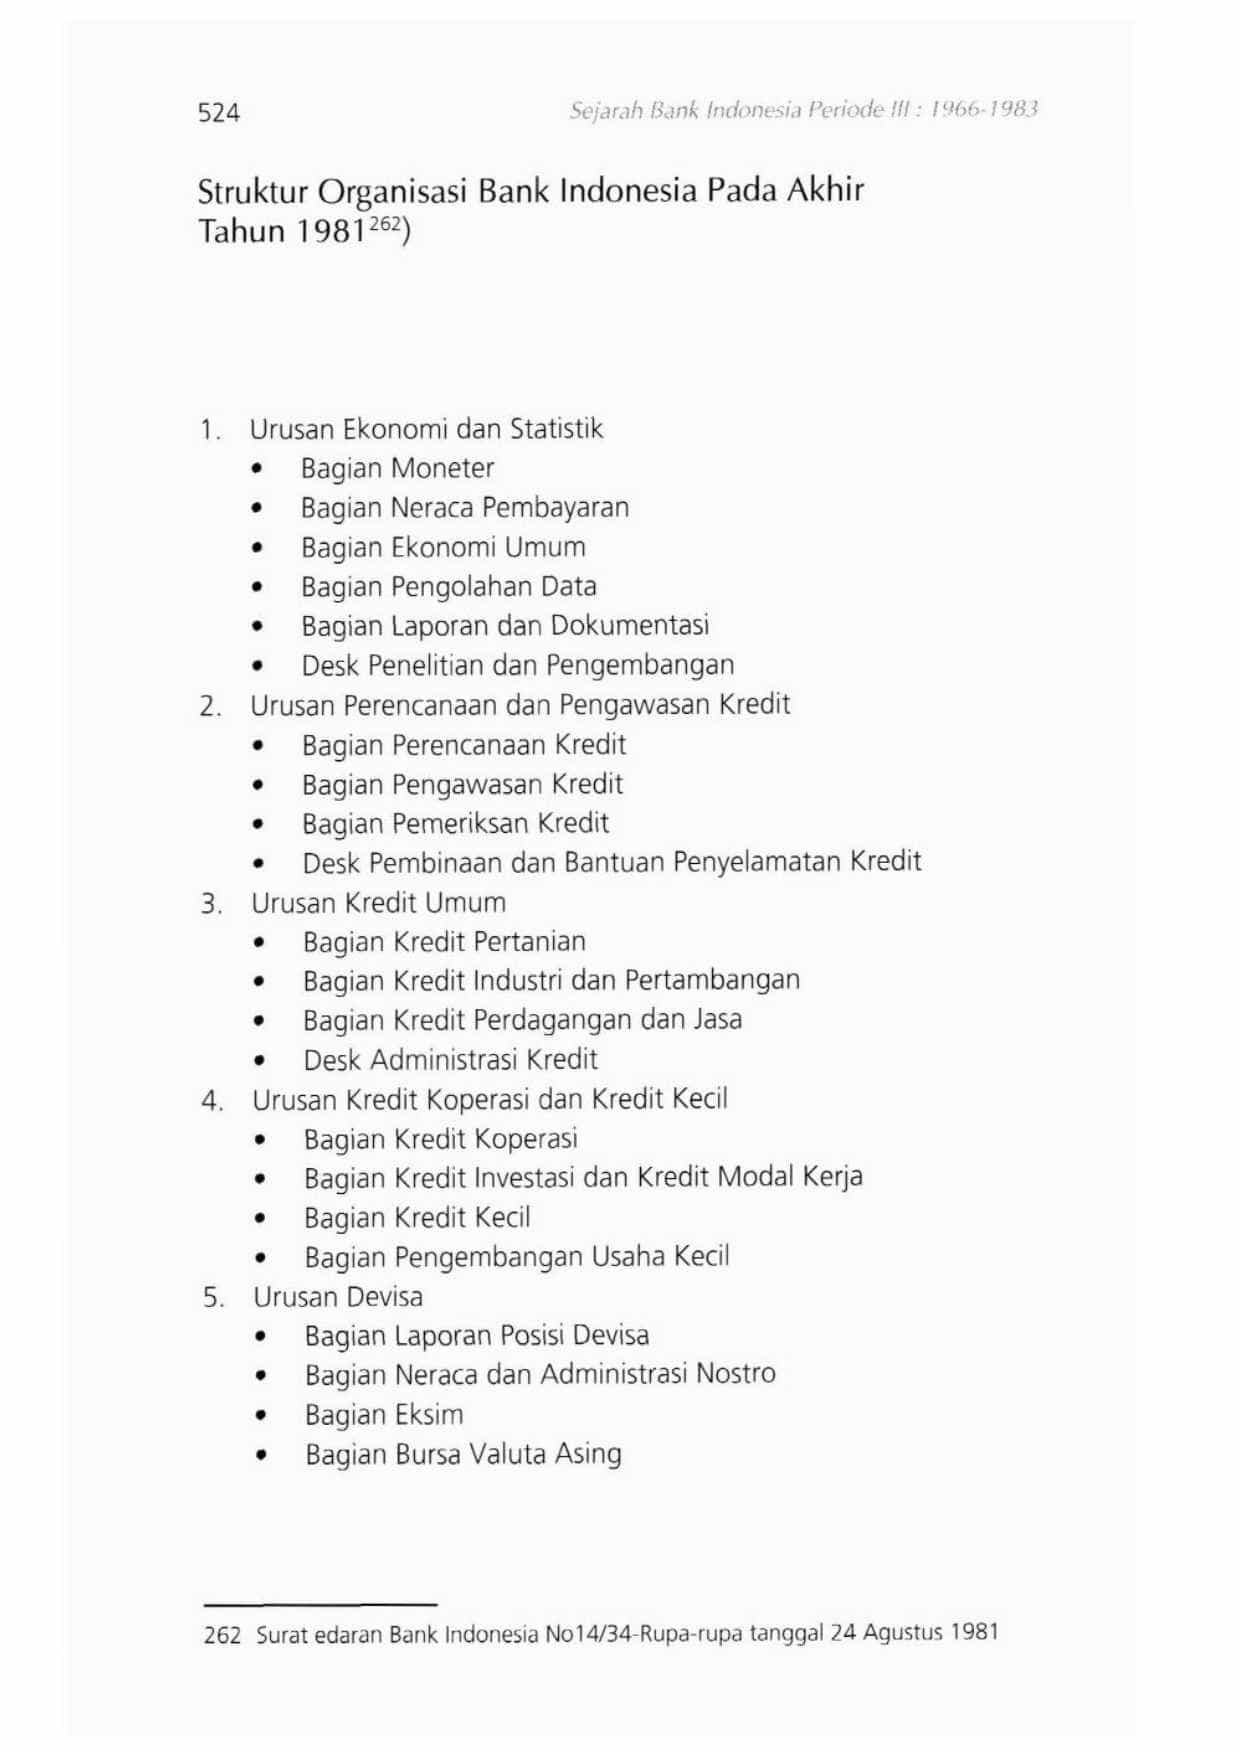 524
Sejarah Bank Indonesia Periode III : 1966-1983
Struktur Organisasi Bank Indonesia Pada Akhir
Tahun 1981262)
1. Urusan Ekonomi dan Statistik
• Bagian Moneter
• Bagian Neraca Pembayaran
• Bagian Ekonomi Umum
• Bagian Pengolahan Data
• Bagian Laporan dan Dokumentasi
• Desk Penelitian dan Pengembangan
2. Urusan Perencanaan dan Pengawasan Kredit
• Bagian Perencanaan Kredit
• Bagian Pengawasan Kredit
• Bagian Pemeriksan Kredit
• Desk Pembinaan dan Bantuan Penyelamatan Kredit
3. Urusan Kredit Umum
• Bagian Kredit Pertanian
• Bagian Kredit Industri dan Pertambangan
• Bagian Kredit Perdagangan dan Jasa
• Desk Administrasi Kredit
4. Urusan Kredit Koperasi dan Kredit Kecil
• Bagian Kredit Koperasi
• Bagian Kredit Investasi dan Kredit Modal Kerja
• Bagian Kredit Kecil
• Bagian Pengembangan Usaha Kecil
5. Urusan Devisa
• Bagian Laporan Posisi Devisa
• Bagian Neraca dan Administrasi Nostro
• Bagian Eksim
• Bagian Bursa Valuta Asing
262 Surat edaran Bank Indonesia No14/34-Rupa-rupa tanggal 24 Agustus 1981